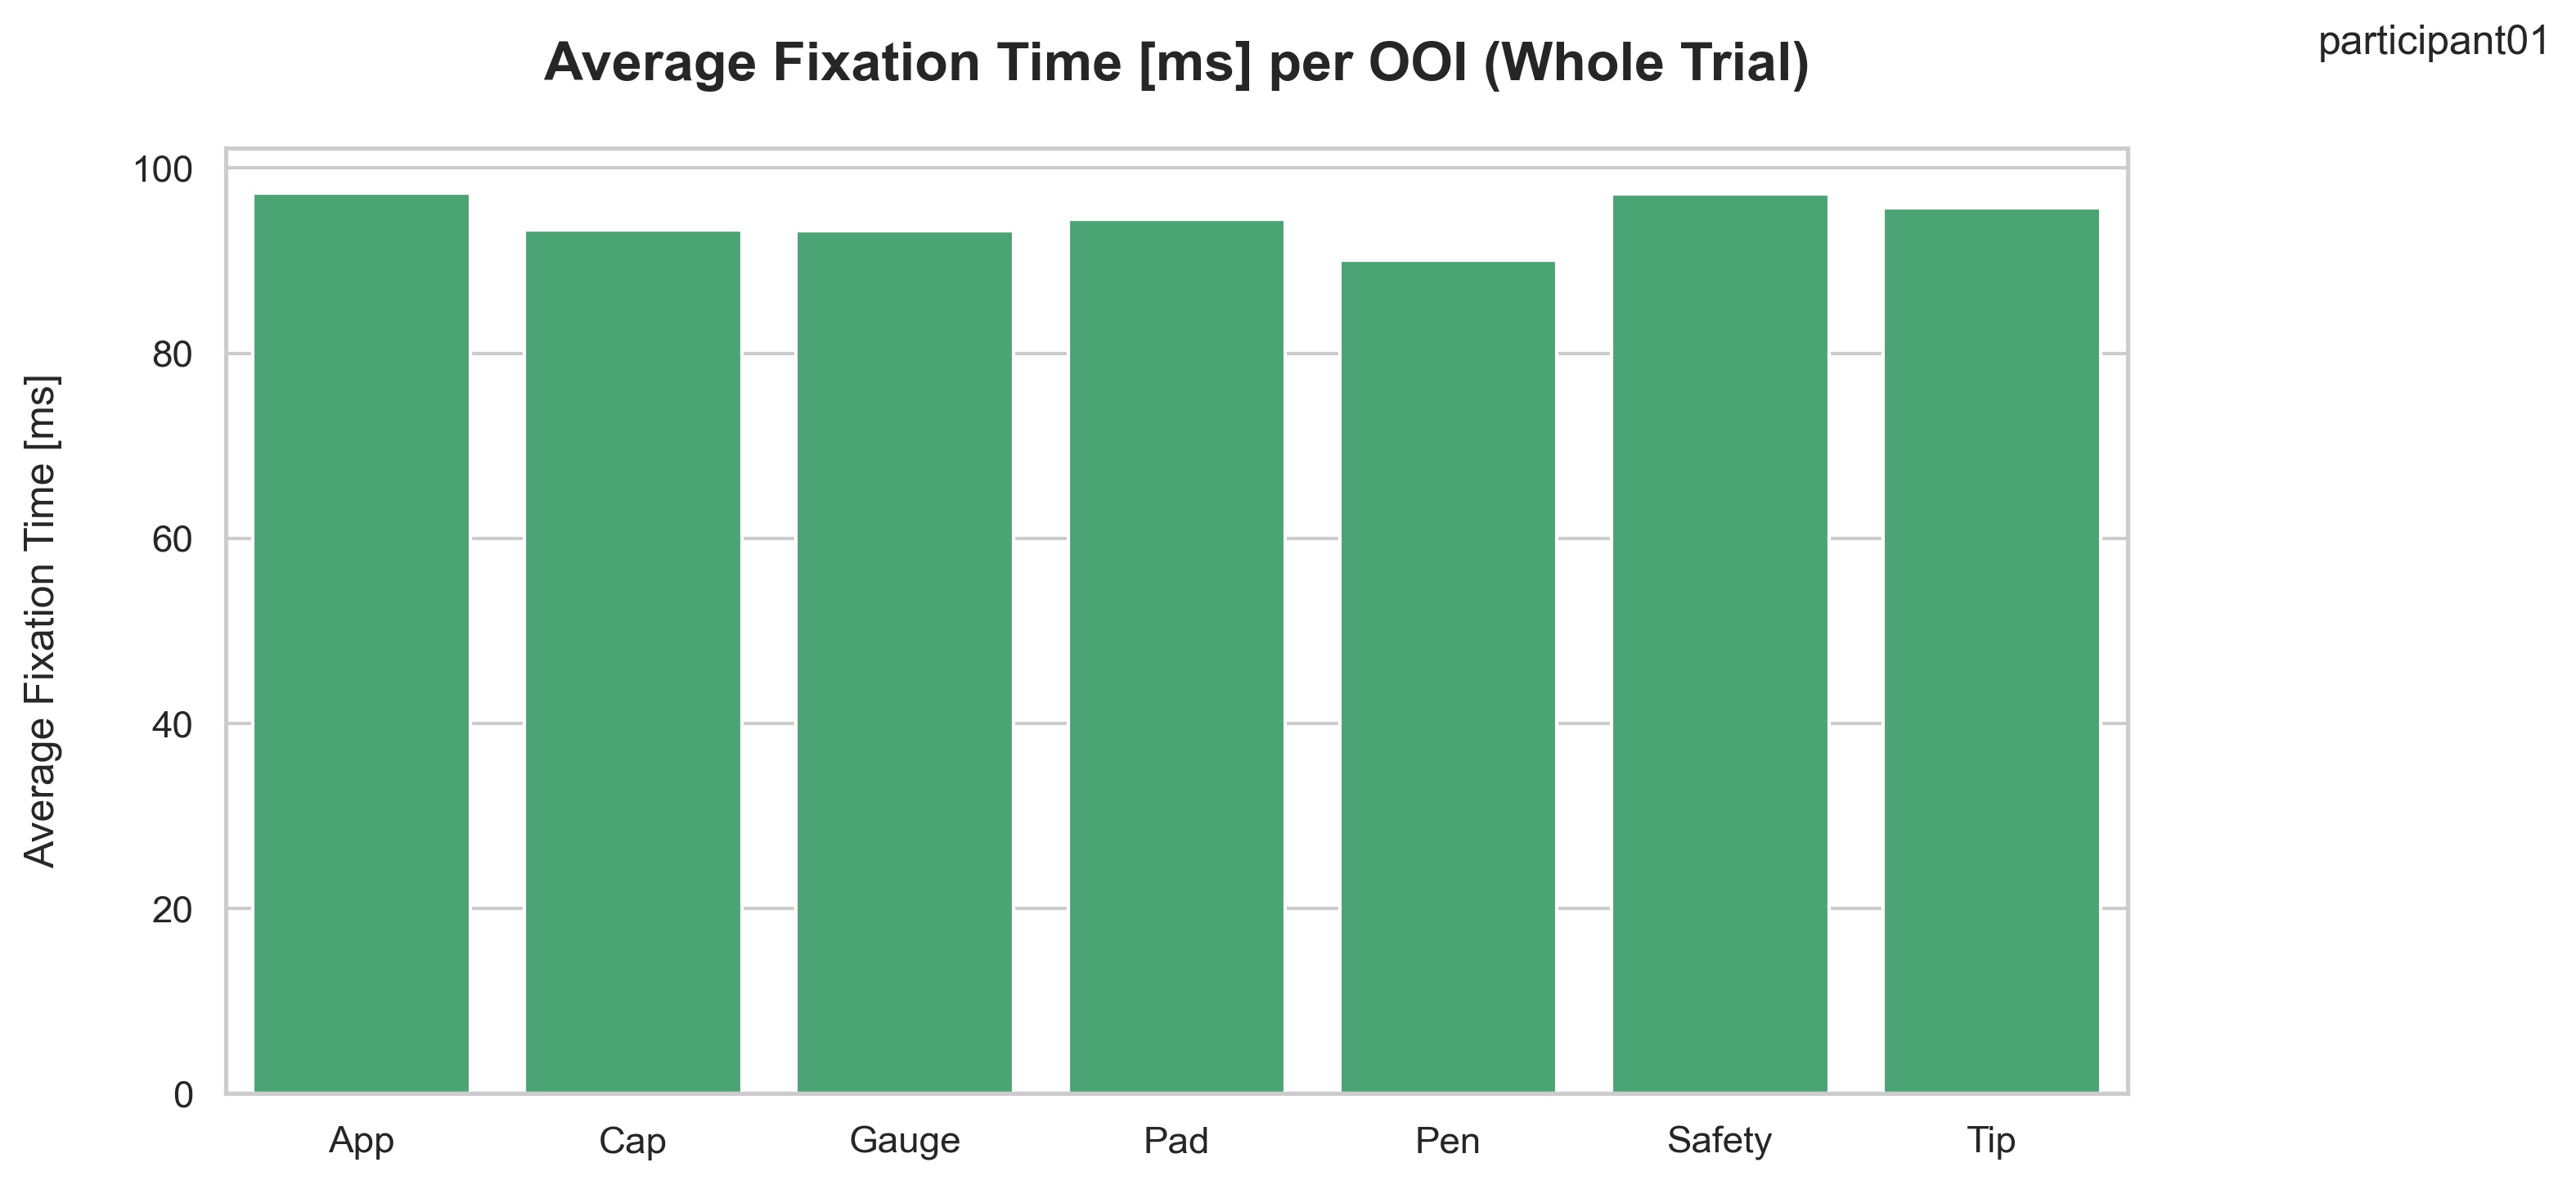 participant01
Average Fixation Time [ms] per OOI (Whole Trial)
Average Fixation Time [ms]
100
80
60
40
20
0
App Cap Gauge Pad Pen Safety Tip